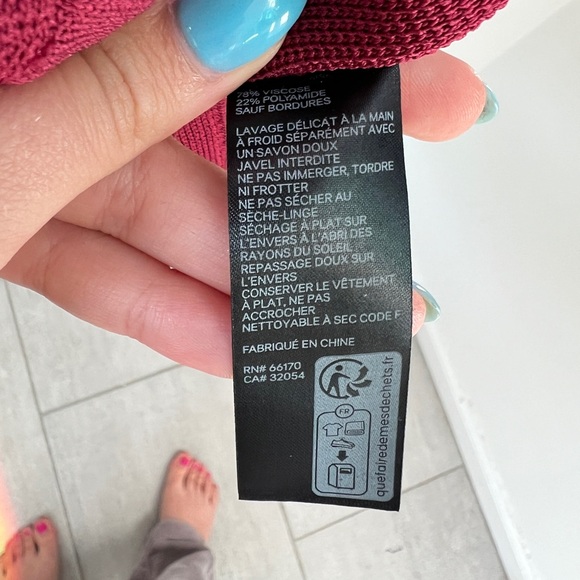 78% VISCOSE
22% POLYAMIDE
SAUF BORDURES
LAVAGE DÉLICAT À LA MAIN
À FROID SÉPARÉMENT AVEC
UN SAVON DOUX
JAVEL INTERDITE
NE PAS IMMERGER, TORDRE
NI FROTTER
NE PAS SÉCHER AU
SÈCHE-LINGE
SÉCHAGE À PLAT SUR
L'ENVERS À L'ABRI DES
RAYONS DU SOLEIL
REPASSAGE DOUX SUR
L'ENVERS
CONSERVER LE VÊTEMENT
À PLAT, NE PAS
ACCROCHER
NETTOYABLE À SEC CODE F
FABRIQUÉ EN CHINE
RN# 66170
CA# 32054
FR
quefairedemesdechets.fr